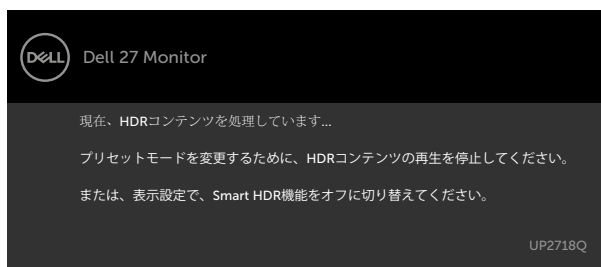 DELL Dell 27 Monitor
現在、HDRコンテンツを処理しています...
プリセットモードを変更するために、HDRコンテンツの再生を停止してください。
または、表示設定で、Smart HDR機能をオフに切り替えてください。
UP2718Q